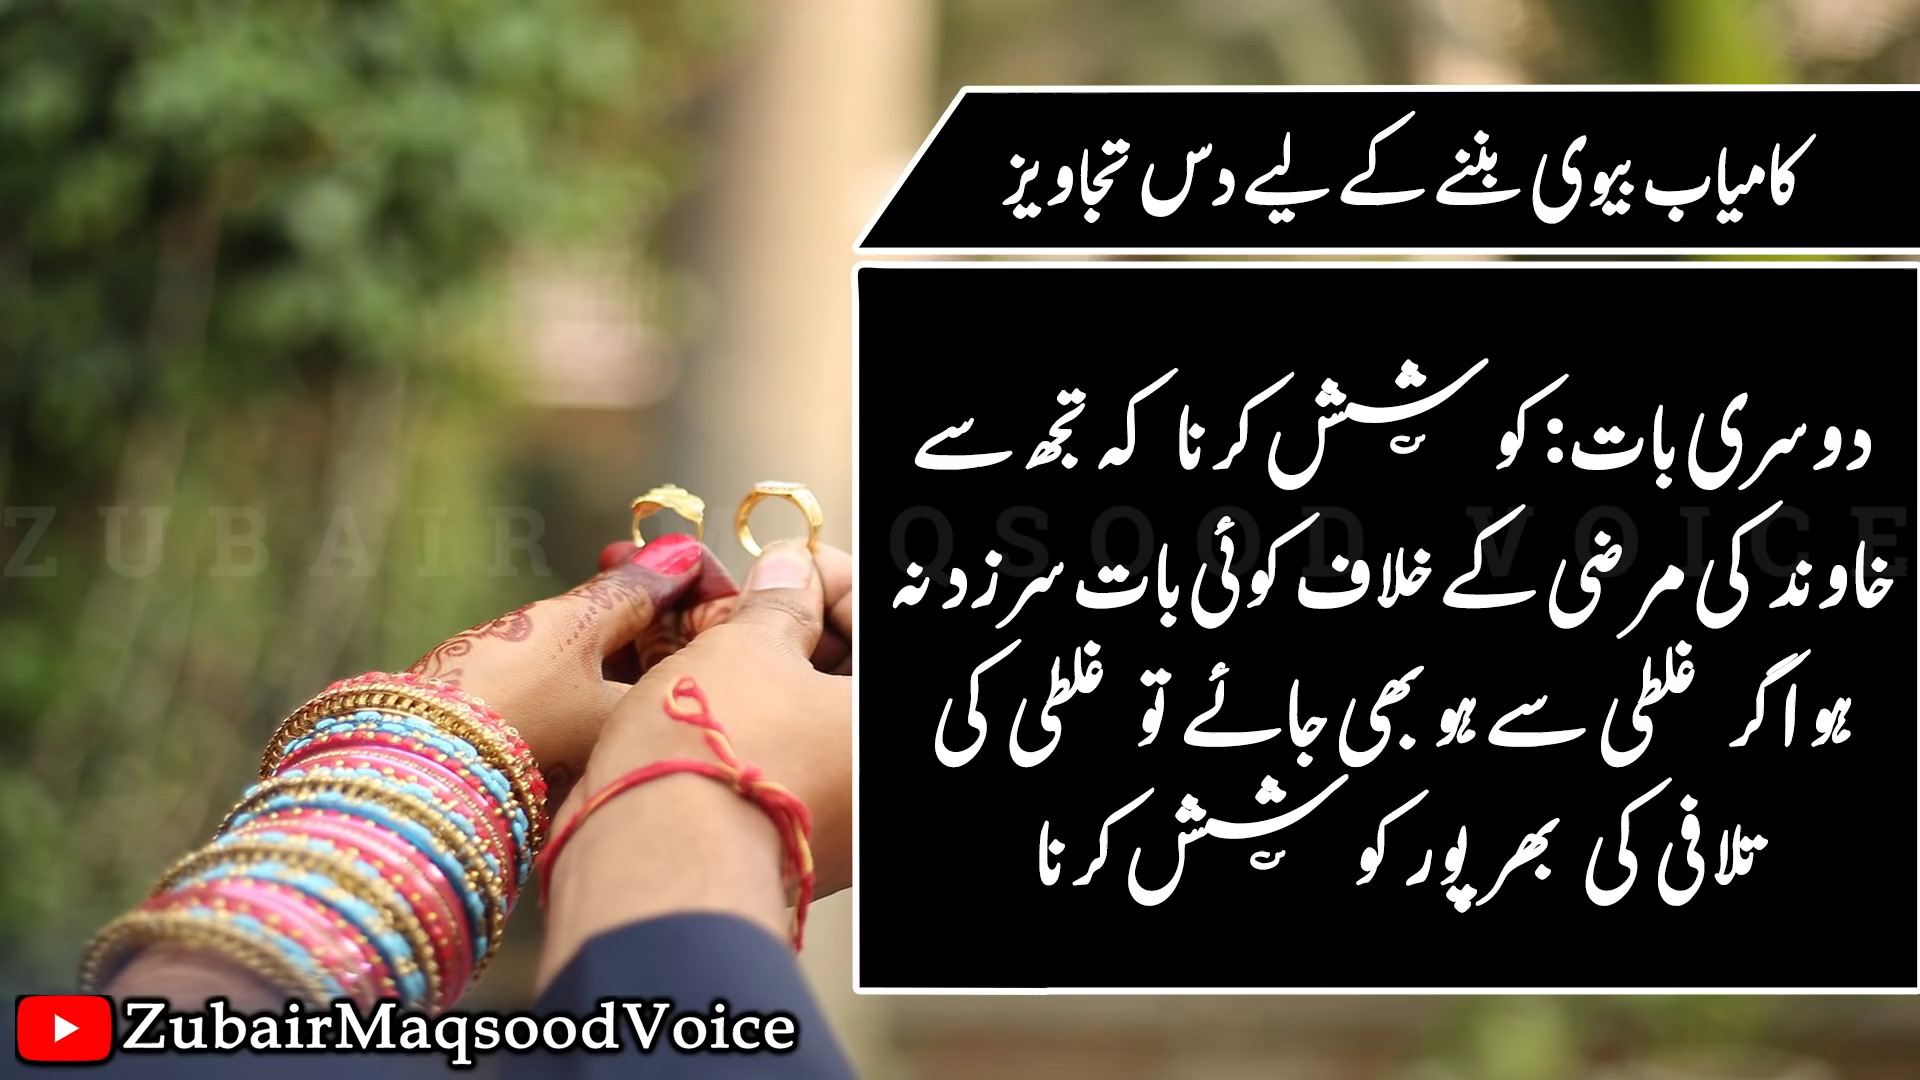 کامیاب بیوی بننے کے لیے دس تجاویز
دوسری بات: کوشش کرنا کہ تجھ سے
خاوند کی مرضی کے خلاف کوئی بات سرزد نہ
ہو اگر غلطی سے ہو بھی جائے تو غلطی کی
تلافی کی بھرپور کوشش کرنا
ZUBAIR MAQSOOD VOICE
ZubairMaqsoodVoice